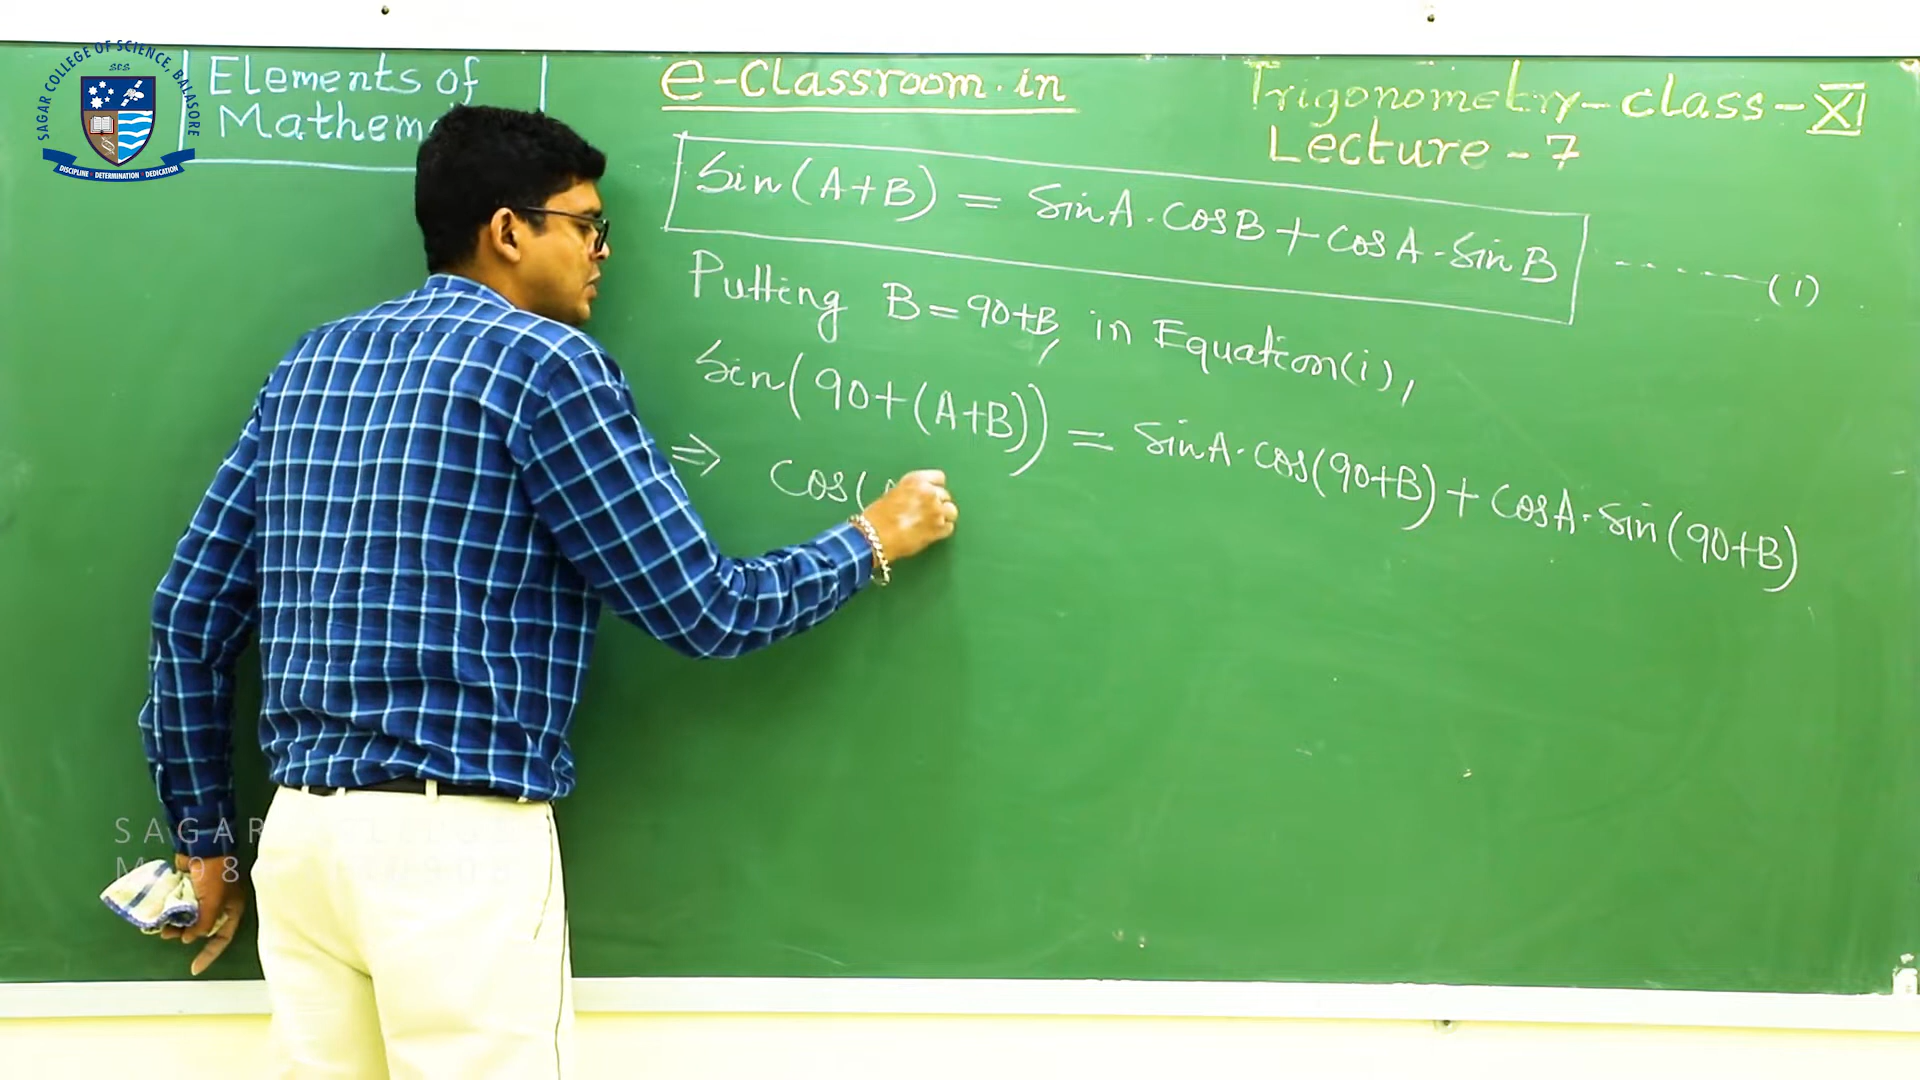 SAGAR COLLEGE OF SCIENCE, BALASORE
SCS
DISCIPLINE DETERMINATION DEDICATION
Elements of
e-Classroom.in
Trigonometry-class-XI
Lecture-7
Sin(A+B) = SinA.cosB+cosA.SinB ------(1)
Putting B=90+B, in Equation(i),
Sin(90+(A+B)) = SinA.cos(90+B)+cosA.Sin(90+B)
⇒ Cos(
SAGAR